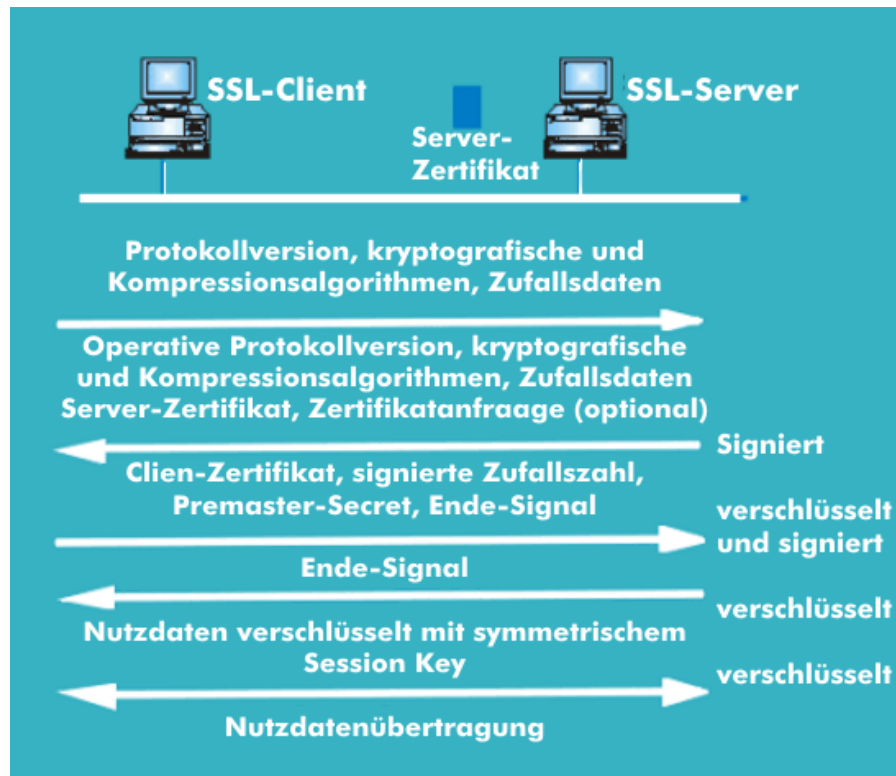 SSL-Client
SSL-Server
Server-
Zertifikat
Protokollversion, kryptografische und
Kompressionsalgorithmen, Zufallsdaten
Operative Protokollversion, kryptografische
und Kompressionsalgorithmen, Zufallsdaten
Server-Zertifikat, Zertifikatanfraage (optional)
Signiert
Clien-Zertifikat, signierte Zufallszahl,
Premaster-Secret, Ende-Signal
verschlüsselt
und signiert
Ende-Signal
verschlüsselt
Nutzdaten verschlüsselt mit symmetrischem
Session Key
verschlüsselt
Nutzdatenübertragung